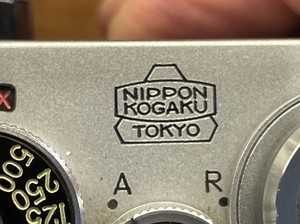 X
NIPPON
KOGAKU
TOKYO
A R
500
250
125